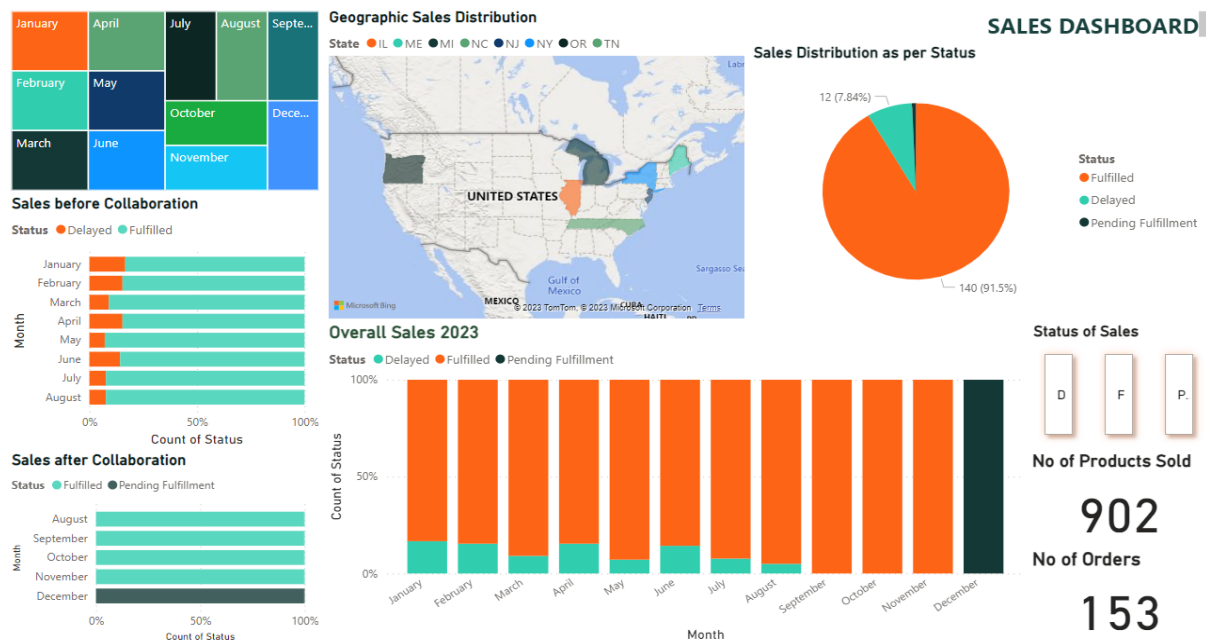 SALES DASHBOARD
January
April
July
August
Septe...
February
May
October
Dece...
March
June
November
Sales before Collaboration
Status Delayed Fulfilled
January
February
March
April
May
June
July
August
Month
0% 50% 100%
Count of Status
Sales after Collaboration
Status Fulfilled Pending Fulfillment
August
September
October
November
December
Month
0% 50% 100%
Count of Status
Geographic Sales Distribution
State IL ME MI NC NJ NY OR TN
UNITED STATES
Gulf of
Mexico
MEXICO
CUBA
HAITI
Microsoft Bing
© 2023 TomTom, © 2023 Microsoft Corporation Terms
Overall Sales 2023
Status Delayed Fulfilled Pending Fulfillment
100%
50%
0%
Count of Status
January
February
March
April
May
June
July
August
September
October
November
December
Month
Sales Distribution as per Status
12 (7.84%)
140 (91.5%)
Status
Fulfilled
Delayed
Pending Fulfillment
Status of Sales
D F P.
No of Products Sold
902
No of Orders
153